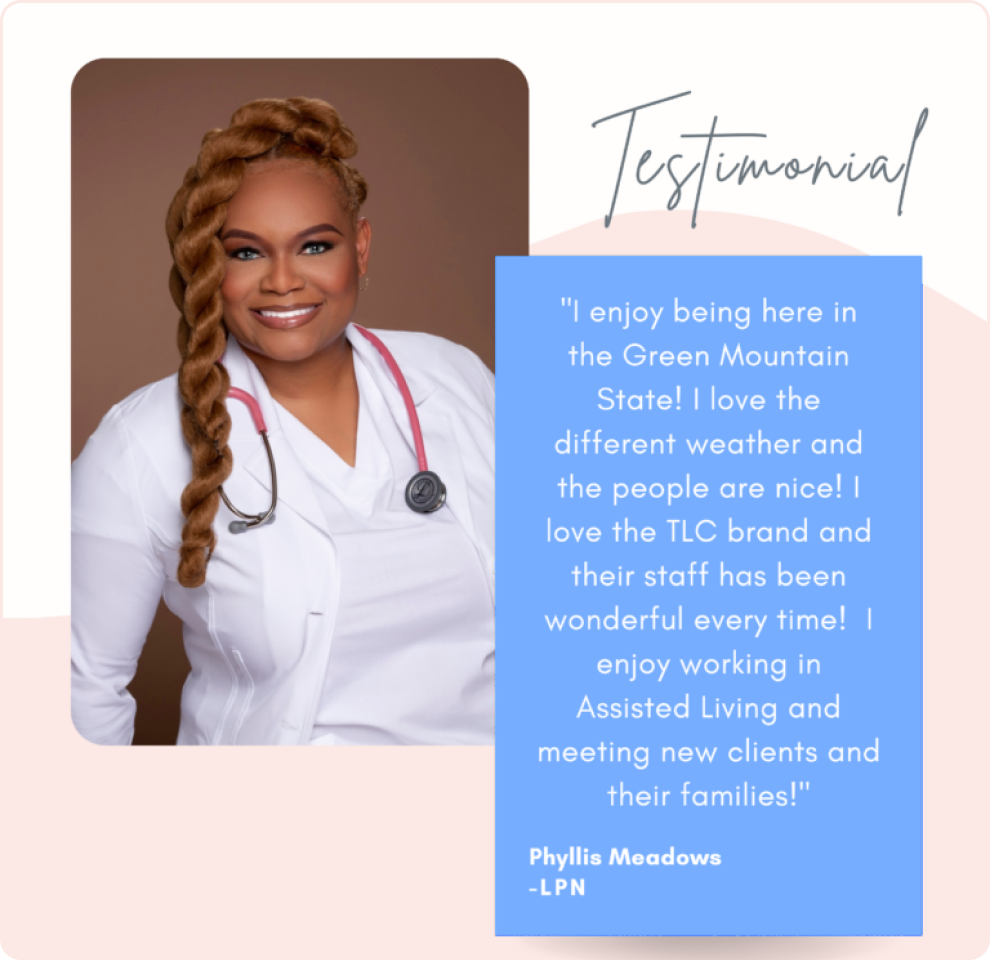 Testimonial
"I enjoy being here in
the Green Mountain
State! I love the
different weather and
the people are nice! I
love the TLC brand and
their staff has been
wonderful every time!  I
enjoy working in
Assisted Living and
meeting new clients and
their families!"
Phyllis Meadows
-LPN